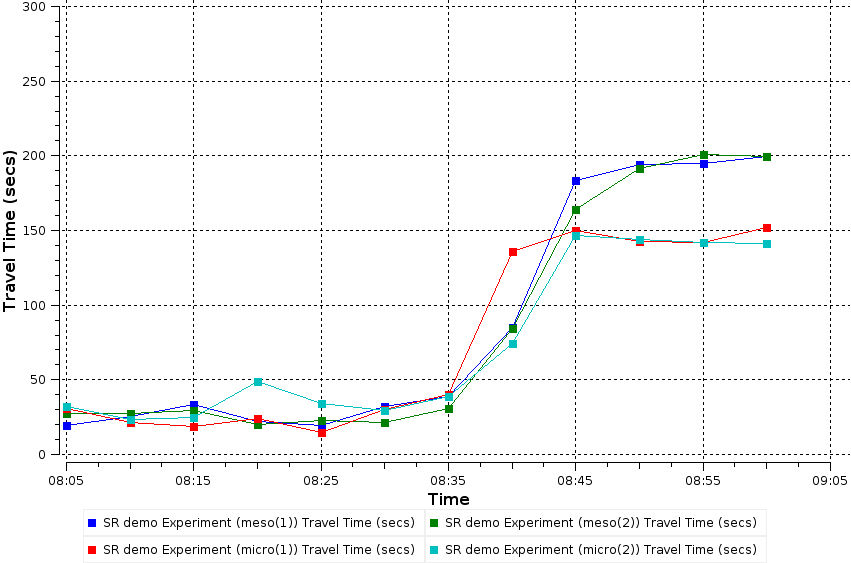 300
250
200
150
100
50
0
Travel Time (secs)
08:05 08:15 08:25 08:35 08:45 08:55 09:05
Time
SR demo Experiment (meso(1)) Travel Time (secs) SR demo Experiment (meso(2)) Travel Time (secs)
SR demo Experiment (micro(1)) Travel Time (secs) SR demo Experiment (micro(2)) Travel Time (secs)